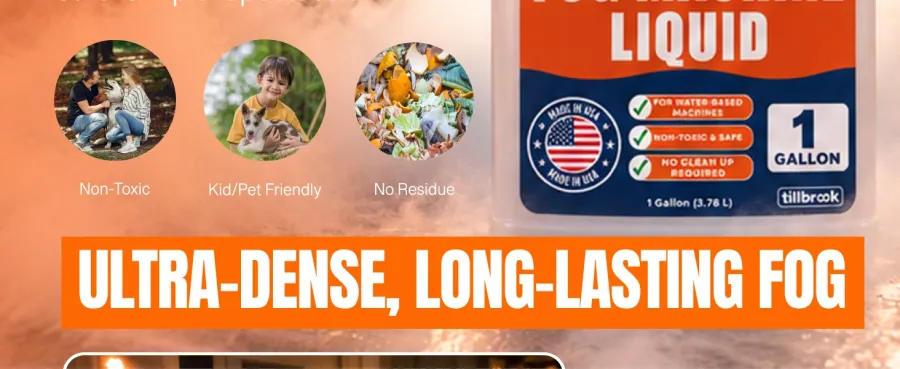 Non-Toxic
Kid/Pet Friendly
No Residue
LIQUID
MADE IN USA
MADE IN USA
FOR WATER-BASED
MACHINES
NON-TOXIC & SAFE
NO CLEAN UP
REQUIRED
1
GALLON
1 Gallon (3.78 L)
tillbrook
ULTRA-DENSE, LONG-LASTING FOG